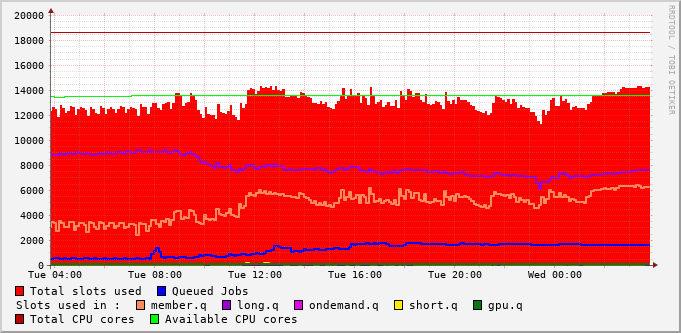 20000
18000
16000
14000
12000
10000
8000
6000
4000
2000
0
Tue 04:00 Tue 08:00 Tue 12:00 Tue 16:00 Tue 20:00 Wed 00:00
RRDTOOL / TOBI OETIKER
Total slots used Queued Jobs
Slots used in : member.q long.q ondemand.q short.q gpu.q
Total CPU cores Available CPU cores